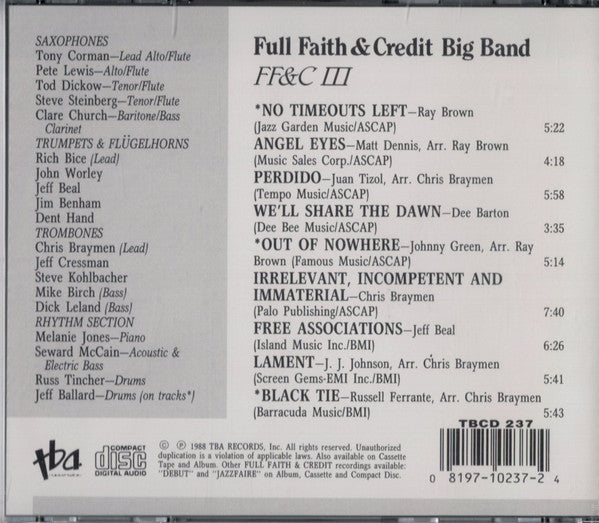 SAXOPHONES
Tony Corman—Lead Alto/Flute
Pete Lewis—Alto/Flute
Tod Dickow—Tenor/Flute
Steve Steinberg—Tenor/Flute
Clare Church—Baritone/Bass
Clarinet
TRUMPETS & FLÜGELHORNS
Rich Bice (Lead)
John Worley
Jeff Beal
Jim Benham
Dent Hand
TROMBONES
Chris Braymen (Lead)
Jeff Cressman
Steve Kohlbacher
Mike Birch (Bass)
Dick Leland (Bass)
RHYTHM SECTION
Melanie Jones—Piano
Seward McCain—Acoustic &
Electric Bass
Russ Tincher—Drums
Jeff Ballard—Drums (on tracks*)
Full Faith & Credit Big Band
FF&C III
*NO TIMEOUTS LEFT—Ray Brown
(Jazz Garden Music/ASCAP) 5:22
ANGEL EYES—Matt Dennis, Arr. Ray Brown
(Music Sales Corp./ASCAP) 4:18
PERDIDO—Juan Tizol, Arr. Chris Braymen
(Tempo Music/ASCAP) 5:58
WE'LL SHARE THE DAWN—Dee Barton
(Dee Bee Music/ASCAP) 3:35
*OUT OF NOWHERE—Johnny Green, Arr. Ray
Brown (Famous Music/ASCAP) 5:14
IRRELEVANT, INCOMPETENT AND
IMMATERIAL—Chris Braymen
(Palo Publishing/ASCAP) 7:40
FREE ASSOCIATIONS—Jeff Beal
(Island Music Inc./BMI) 6:26
LAMENT—J. J. Johnson, Arr. Chris Braymen
(Screen Gems-EMI Inc./BMI) 5:41
*BLACK TIE—Russell Ferrante, Arr. Chris Braymen
(Barracuda Music/BMI) 5:43
tba
COMPACT
disc
DIGITAL AUDIO
© ℗ 1988 TBA RECORDS, Inc. All rights reserved. Unauthorized
duplication is a violation of applicable laws. Also available on Cassette
Tape and Album. Other FULL FAITH & CREDIT recordings available:
"DEBUT" and "JAZZFAIRE" on Album, Cassette and Compact Disc.
TBCD 237
0 8197-10237-2 4